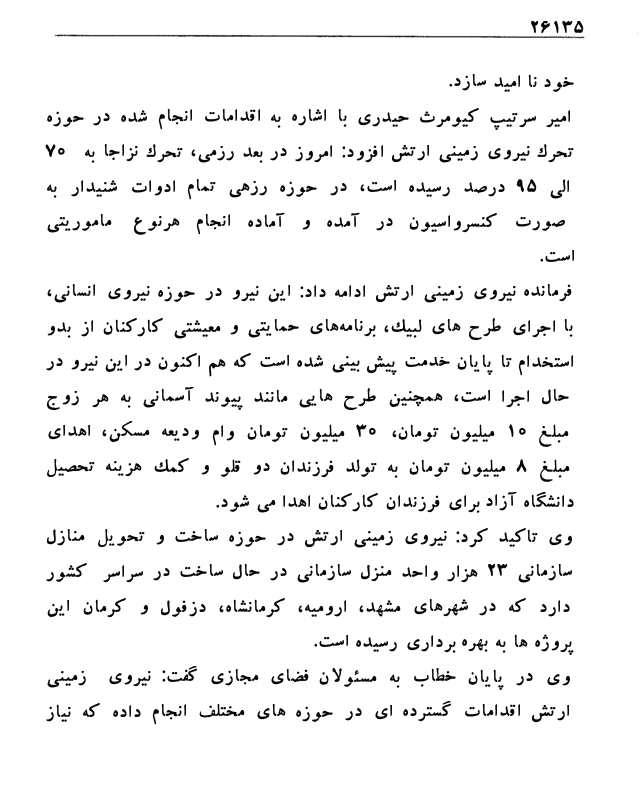 ۲۶۱۳۵
خود نا امید سازد.
امیر سرتیپ کیومرث حیدری با اشاره به اقدامات انجام شده در حوزه
تحرك نیروی زمینی ارتش افزود: امروز در بعد رزمی، تحرك نزاجا به ۷۰
الی ۹۵ درصد رسیده است، در حوزه رزهی تمام ادوات شنیدار به
صورت کنسرواسیون در آمده و آماده انجام هرنوع ماموریتی
است.
فرمانده نیروی زمینی ارتش ادامه داد: این نیرو در حوزه نیروی انسانی،
با اجرای طرح های لبیك، برنامه‌های حمایتی و معیشتی کارکنان از بدو
استخدام تا پایان خدمت پیش بینی شده است که هم اکنون در این نیرو در
حال اجرا است، همچنین طرح هایی مانند پیوند آسمانی به هر زوج
مبلغ ۱۰ میلیون تومان، ۳۰ میلیون تومان وام ودیعه مسکن، اهدای
مبلغ ۸ میلیون تومان به تولد فرزندان دو قلو و کمك هزینه تحصیل
دانشگاه آزاد برای فرزندان کارکنان اهدا می شود.
وی تاکید کرد: نیروی زمینی ارتش در حوزه ساخت و تحویل منازل
سازمانی ۲۳ هزار واحد منزل سازمانی در حال ساخت در سراسر کشور
دارد که در شهرهای مشهد، ارومیه، کرمانشاه، دزفول و کرمان این
پروژه ها به بهره برداری رسیده است.
وی در پایان خطاب به مسئولان فضای مجازی گفت: نیروی زمینی
ارتش اقدامات گسترده ای در حوزه های مختلف انجام داده که نیاز